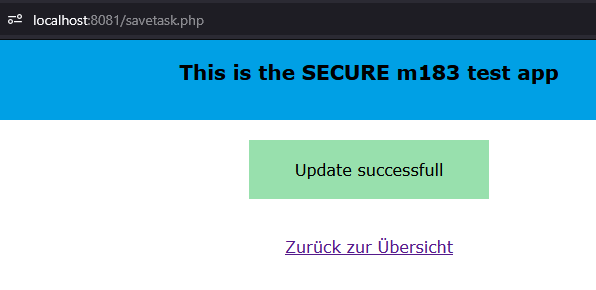 localhost:8081/savetask.php
This is the SECURE m183 test app
Update successfull
Zurück zur Übersicht